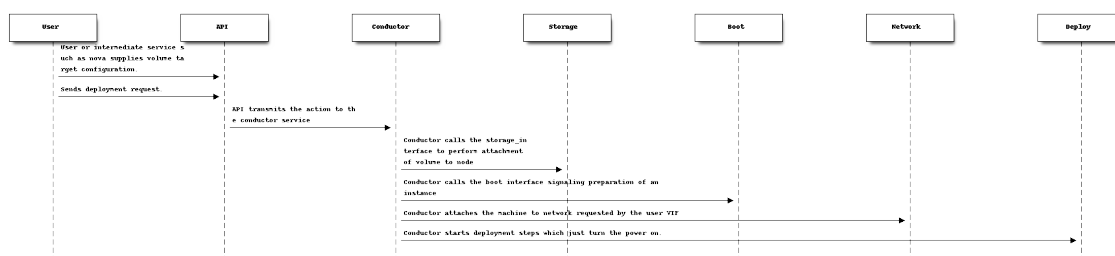 User
API
Conductor
Storage
Boot
Network
Deploy
User or intermediate service s
uch as nova supplies volume ta
rget configuration.
Sends deployment request.
API transmits the action to th
e conductor service
Conductor calls the storage_in
terface to perform attachment
of volume to node
Conductor calls the boot interface signaling preparation of an
instance
Conductor attaches the machine to network requested by the user VIF
Conductor starts deployment steps which just turn the power on.